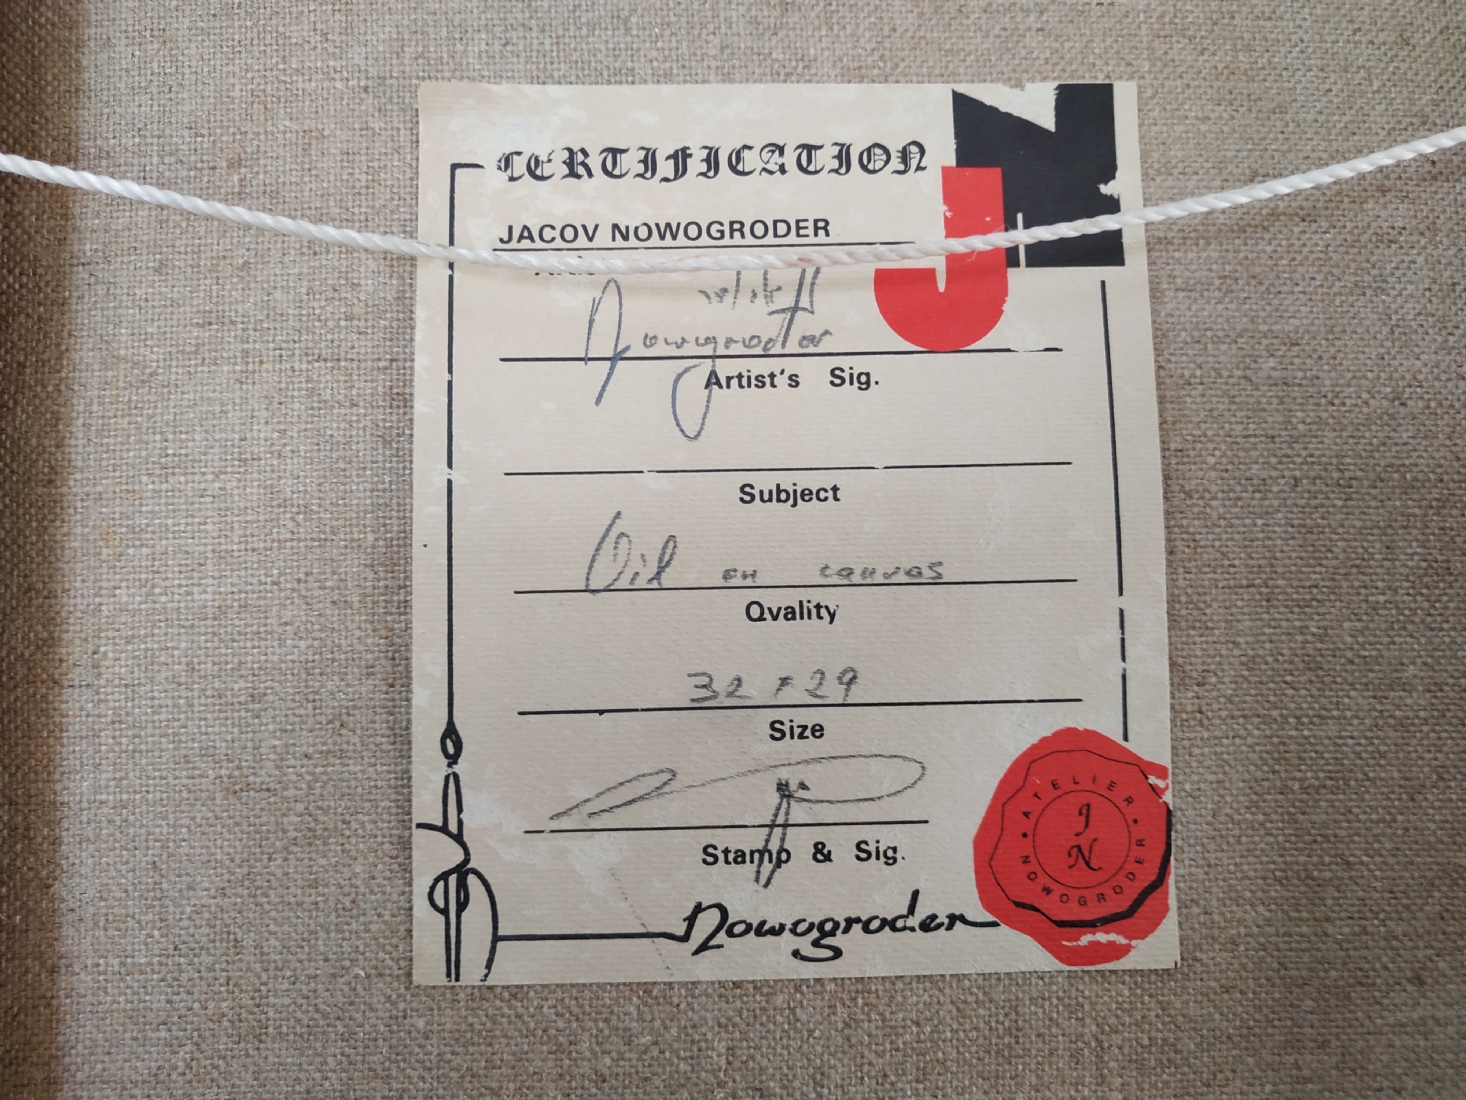 CERTIFICATION
JN
JACOV NOWOGRODER
Nowogroder
Artist's Sig.
Subject
Oil on canvas
Qvality
32 x 29
Size
Stamp & Sig.
ATELIER
JN
NOWOGRODER
Nowogroder